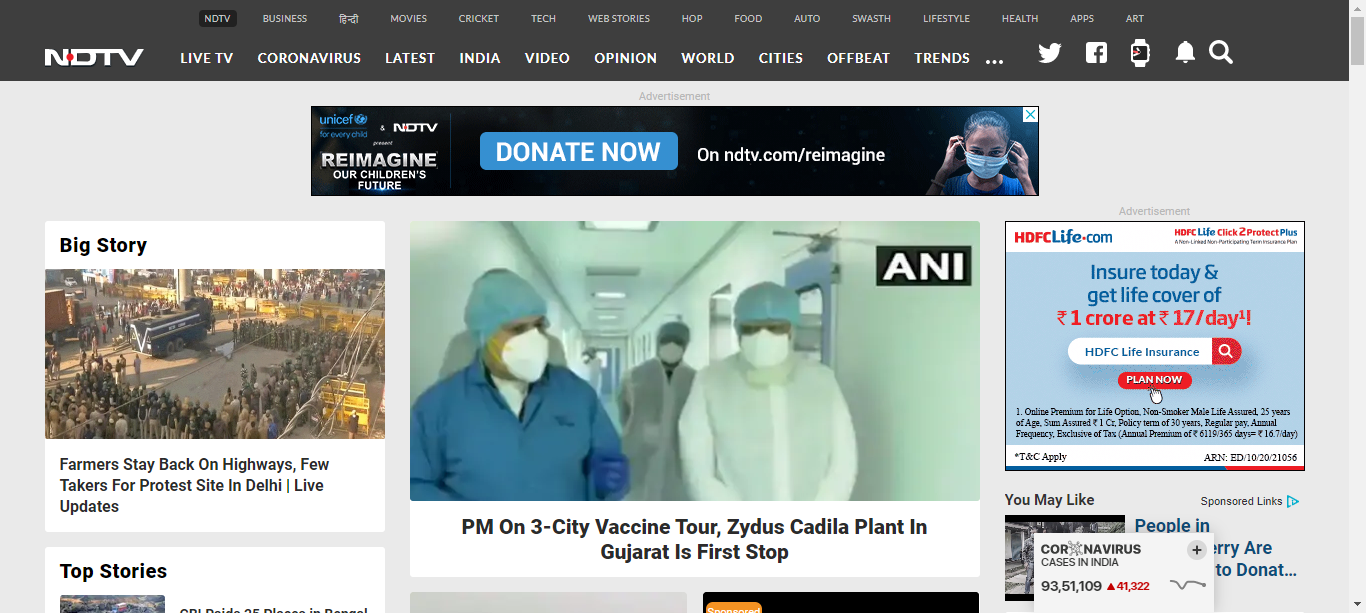 NDTV BUSINESS हिन्दी MOVIES CRICKET TECH WEB STORIES HOP FOOD AUTO SWASTH LIFESTYLE HEALTH APPS ART
NDTV LIVE TV CORONAVIRUS LATEST INDIA VIDEO OPINION WORLD CITIES OFFBEAT TRENDS ...
Advertisement
unicef
for every child
& NDTV
present
REIMAGINE
OUR CHILDREN'S
FUTURE
DONATE NOW
On ndtv.com/reimagine
Big Story
Farmers Stay Back On Highways, Few
Takers For Protest Site In Delhi | Live
Updates
Top Stories
CBI Raids 25 Places in Bengal
ANI
PM On 3-City Vaccine Tour, Zydus Cadila Plant In
Gujarat Is First Stop
Sponsored
Advertisement
HDFCLife.com
HDFC Life Click 2 Protect Plus
A Non-Linked Non-Participating Term Insurance Plan
Insure today &
get life cover of
₹ 1 crore at ₹ 17/day¹!
HDFC Life Insurance
PLAN NOW
1. Online Premium for Life Option, Non-Smoker Male Life Assured, 25 years
of Age, Sum Assured ₹ 1 Cr, Policy term of 30 years, Regular pay, Annual
Frequency, Exclusive of Tax (Annual Premium of ₹ 6119/365 days= ₹ 16.7/day)
*T&C Apply
ARN: ED/10/20/21056
You May Like
Sponsored Links
People in
erry Are
to Donat...
CORONAVIRUS
CASES IN INDIA
93,51,109 ▲41,322